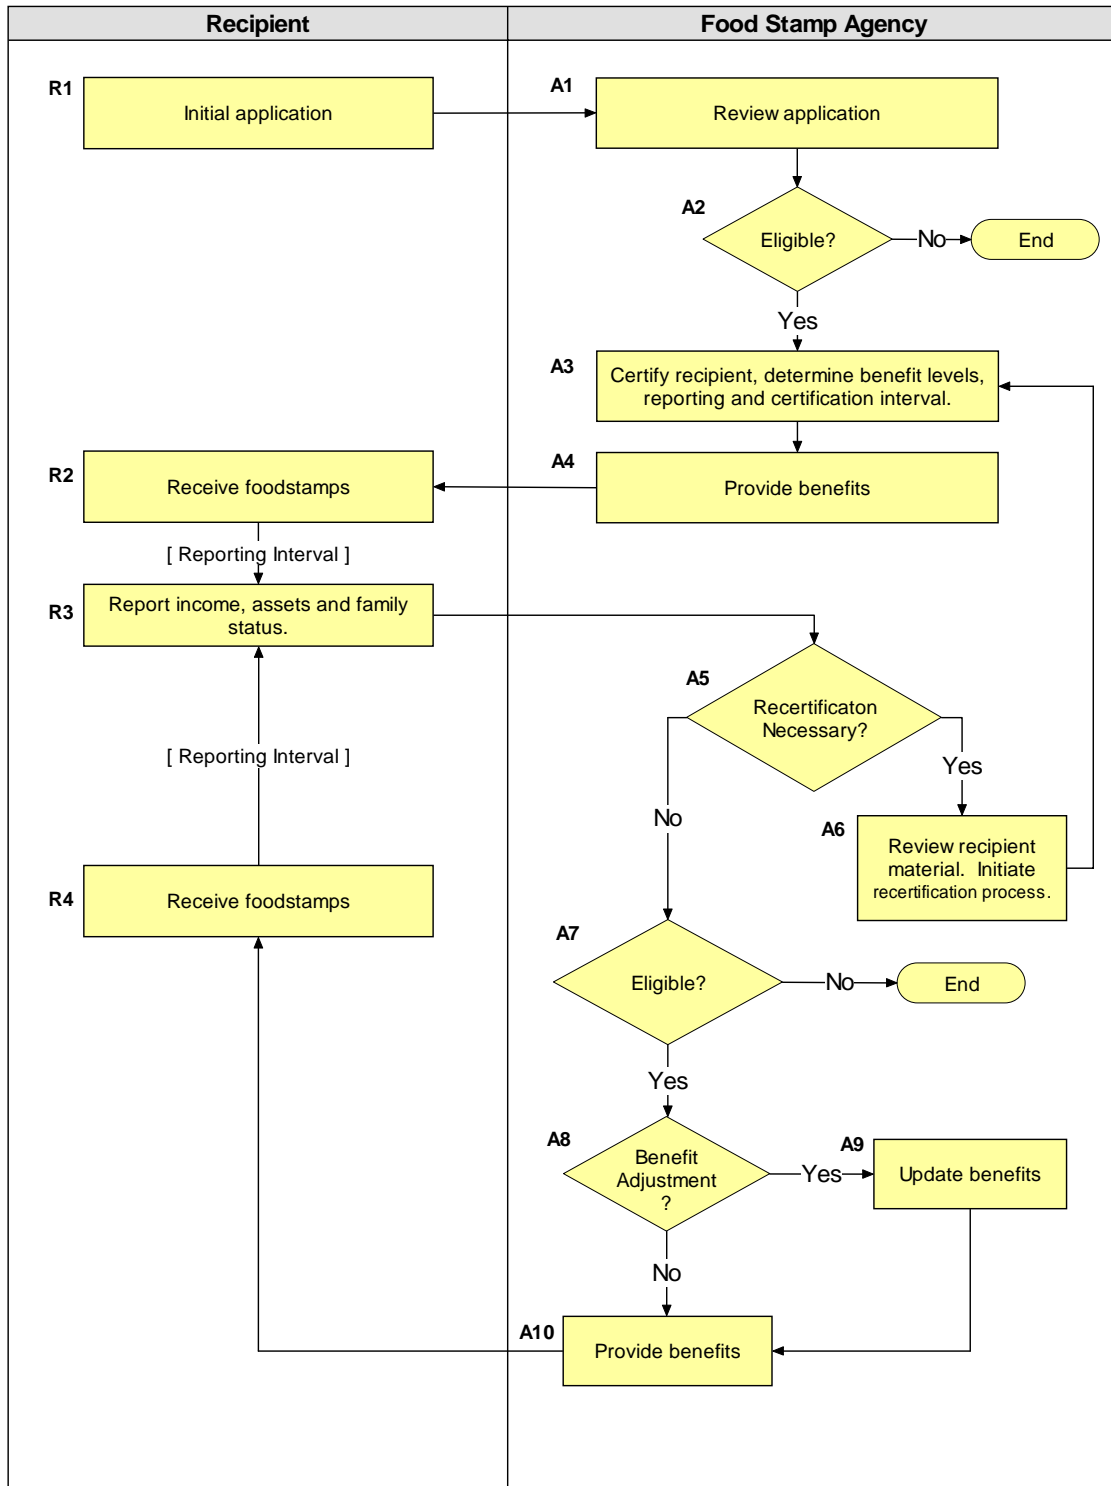 Recipient
Food Stamp Agency
R1
Initial application
A1
Review application
A2
Eligible?
No
End
Yes
A3
Certify recipient, determine benefit levels,
reporting and certification interval.
R2
Receive foodstamps
A4
Provide benefits
[ Reporting Interval ]
R3
Report income, assets and family
status.
A5
Recertificaton
Necessary?
[ Reporting Interval ]
Yes
No
A6
Review recipient
material.  Initiate
recertification process.
R4
Receive foodstamps
A7
Eligible?
No
End
Yes
A8
Benefit
Adjustment
?
Yes
A9
Update benefits
No
A10
Provide benefits